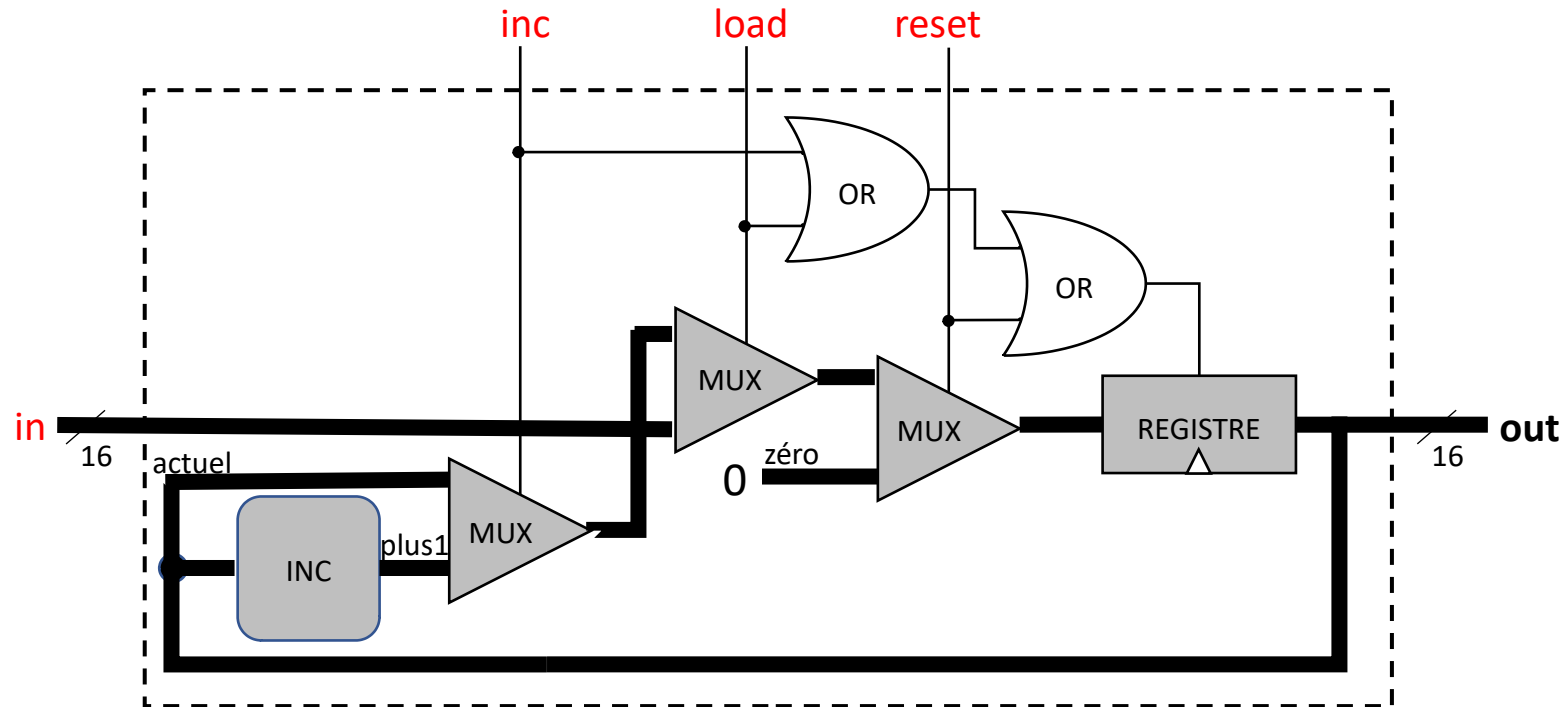 inc load reset
OR
OR
MUX
MUX
in
16
REGISTRE
out
16
actuel
zéro
0
MUX
plus1
INC